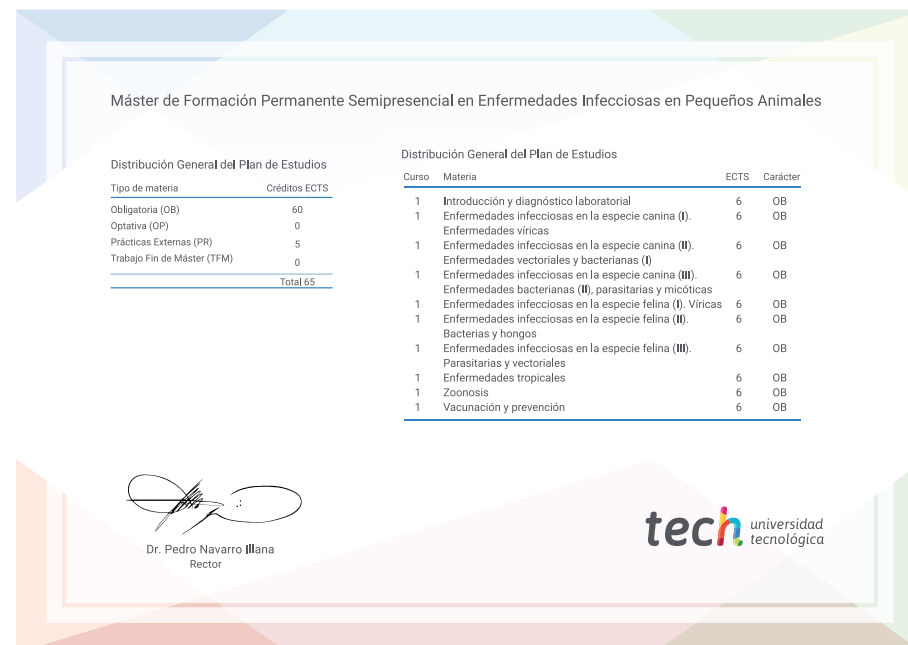 Máster de Formación Permanente Semipresencial en Enfermedades Infecciosas en Pequeños Animales
Distribución General del Plan de Estudios
Tipo de materia Créditos ECTS
Obligatoria (OB) 60
Optativa (OP) 0
Prácticas Externas (PR) 5
Trabajo Fin de Máster (TFM) 0
Total 65
Distribución General del Plan de Estudios
Curso Materia ECTS Carácter
1 Introducción y diagnóstico laboratorial 6 OB
1 Enfermedades infecciosas en la especie canina (I). 6 OB
Enfermedades víricas
1 Enfermedades infecciosas en la especie canina (II). 6 OB
Enfermedades vectoriales y bacterianas (I)
1 Enfermedades infecciosas en la especie canina (III). 6 OB
Enfermedades bacterianas (II), parasitarias y micóticas
1 Enfermedades infecciosas en la especie felina (I). Víricas 6 OB
1 Enfermedades infecciosas en la especie felina (II). 6 OB
Bacterias y hongos
1 Enfermedades infecciosas en la especie felina (III). 6 OB
Parasitarias y vectoriales
1 Enfermedades tropicales 6 OB
1 Zoonosis 6 OB
1 Vacunación y prevención 6 OB
Dr. Pedro Navarro Illana
Rector
tech universidad
tecnológica